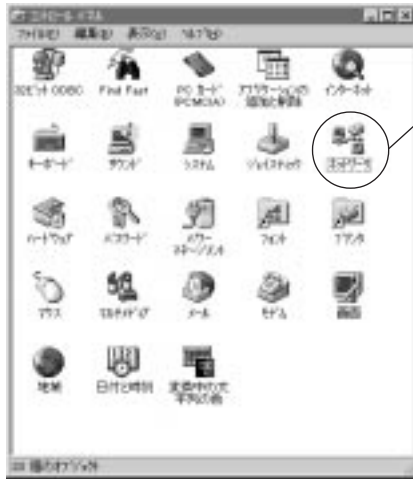 コントロール パネル
ファイル(F) 編集(E) 表示(V) ヘルプ(H)
32ビット ODBC
Find Fast
PC カード
(PCMCIA)
アプリケーションの
追加と削除
インターネット
キーボード
サウンド
システム
ジョイスティック
ネットワーク
ハードウェア
パスワード
パワー
マネージメント
フォント
プリンタ
マウス
マルチメディア
メール
モデム
画面
地域
日付と時刻